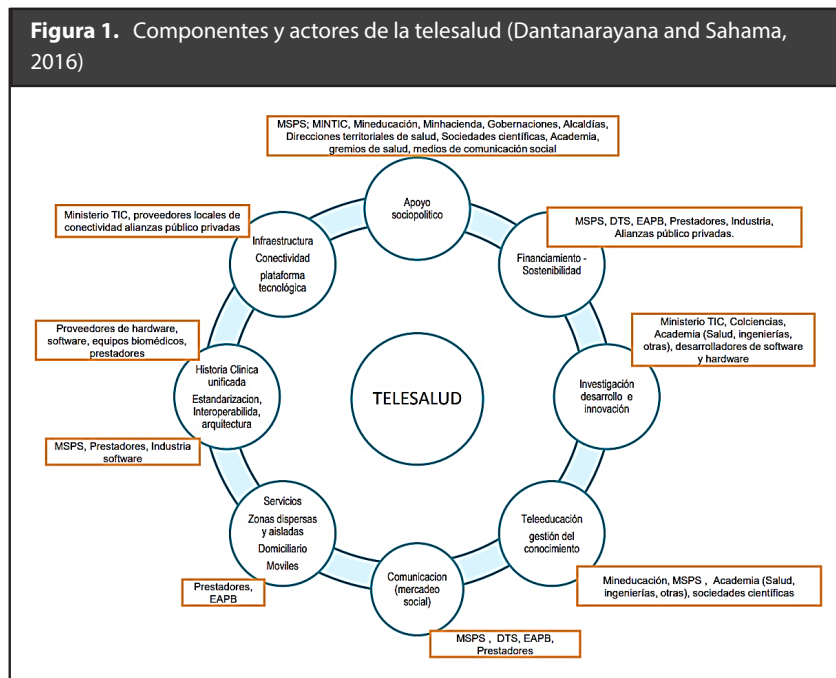 Figura 1. Componentes y actores de la telesalud (Dantanarayana and Sahama,
2016)
MSPS; MINTIC, Mineducación, Minhacienda, Gobernaciones, Alcaldías,
Direcciones territoriales de salud, Sociedades científicas, Academia,
gremios de salud, medios de comunicación social
Apoyo
sociopolitico
MSPS, DTS, EAPB, Prestadores, Industria,
Alianzas público privadas.
Financiamiento -
Sostenibilidad
Ministerio TIC, Colciencias,
Academia (Salud, ingenierías,
otras), desarrolladores de software
y hardware
Investigación
desarrollo e
innovación
Teleeducación
gestión del
conocimiento
Mineducación, MSPS , Academia (Salud,
ingenierías, otras), sociedades científicas
Comunicacion
(mercadeo
social)
MSPS , DTS, EAPB,
Prestadores
Servicios
Zonas dispersas
y aisladas
Domiciliario
Moviles
Prestadores,
EAPB
MSPS, Prestadores, Industria
software
Historia Clinica
unificada
Estandarizacion,
Interoperabilida,
arquitectura
Proveedores de hardware,
software, equipos biomédicos,
prestadores
Infraestructura
Conectividad
plataforma
tecnológica
Ministerio TIC, proveedores locales de
conectividad alianzas público privadas
TELESALUD